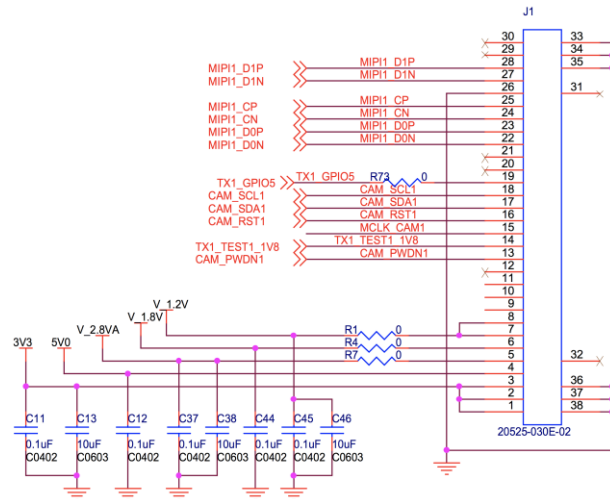 J1
30 33
29 34
MIPI1_D1P MIPI1_D1P 28 35
MIPI1_D1N MIPI1_D1N 27
26 31
MIPI1_CP MIPI1_CP 25
MIPI1_CN MIPI1_CN 24
MIPI1_D0P MIPI1_D0P 23
MIPI1_D0N MIPI1_D0N 22
21
20
TX1_GPIO5 TX1_GPIO5 R73 0 19
CAM_SCL1 CAM_SCL1 18
CAM_SDA1 CAM_SDA1 17
CAM_RST1 CAM_RST1 16
MCLK_CAM1 15
TX1_TEST1_1V8 TX1_TEST1_1V8 14
CAM_PWDN1 CAM_PWDN1 13
12
11
10
9
V_1.2V 8
V_1.8V R1 0 7
V_2.8VA R4 0 6
3V3 5V0 R7 0 5 32
4
3 36
2 37
1 38
C11 C13 C12 C37 C38 C44 C45 C46
20525-030E-02
0.1uF 10uF 0.1uF 0.1uF 10uF 0.1uF 0.1uF 10uF
C0402 C0603 C0402 C0402 C0603 C0402 C0402 C0603